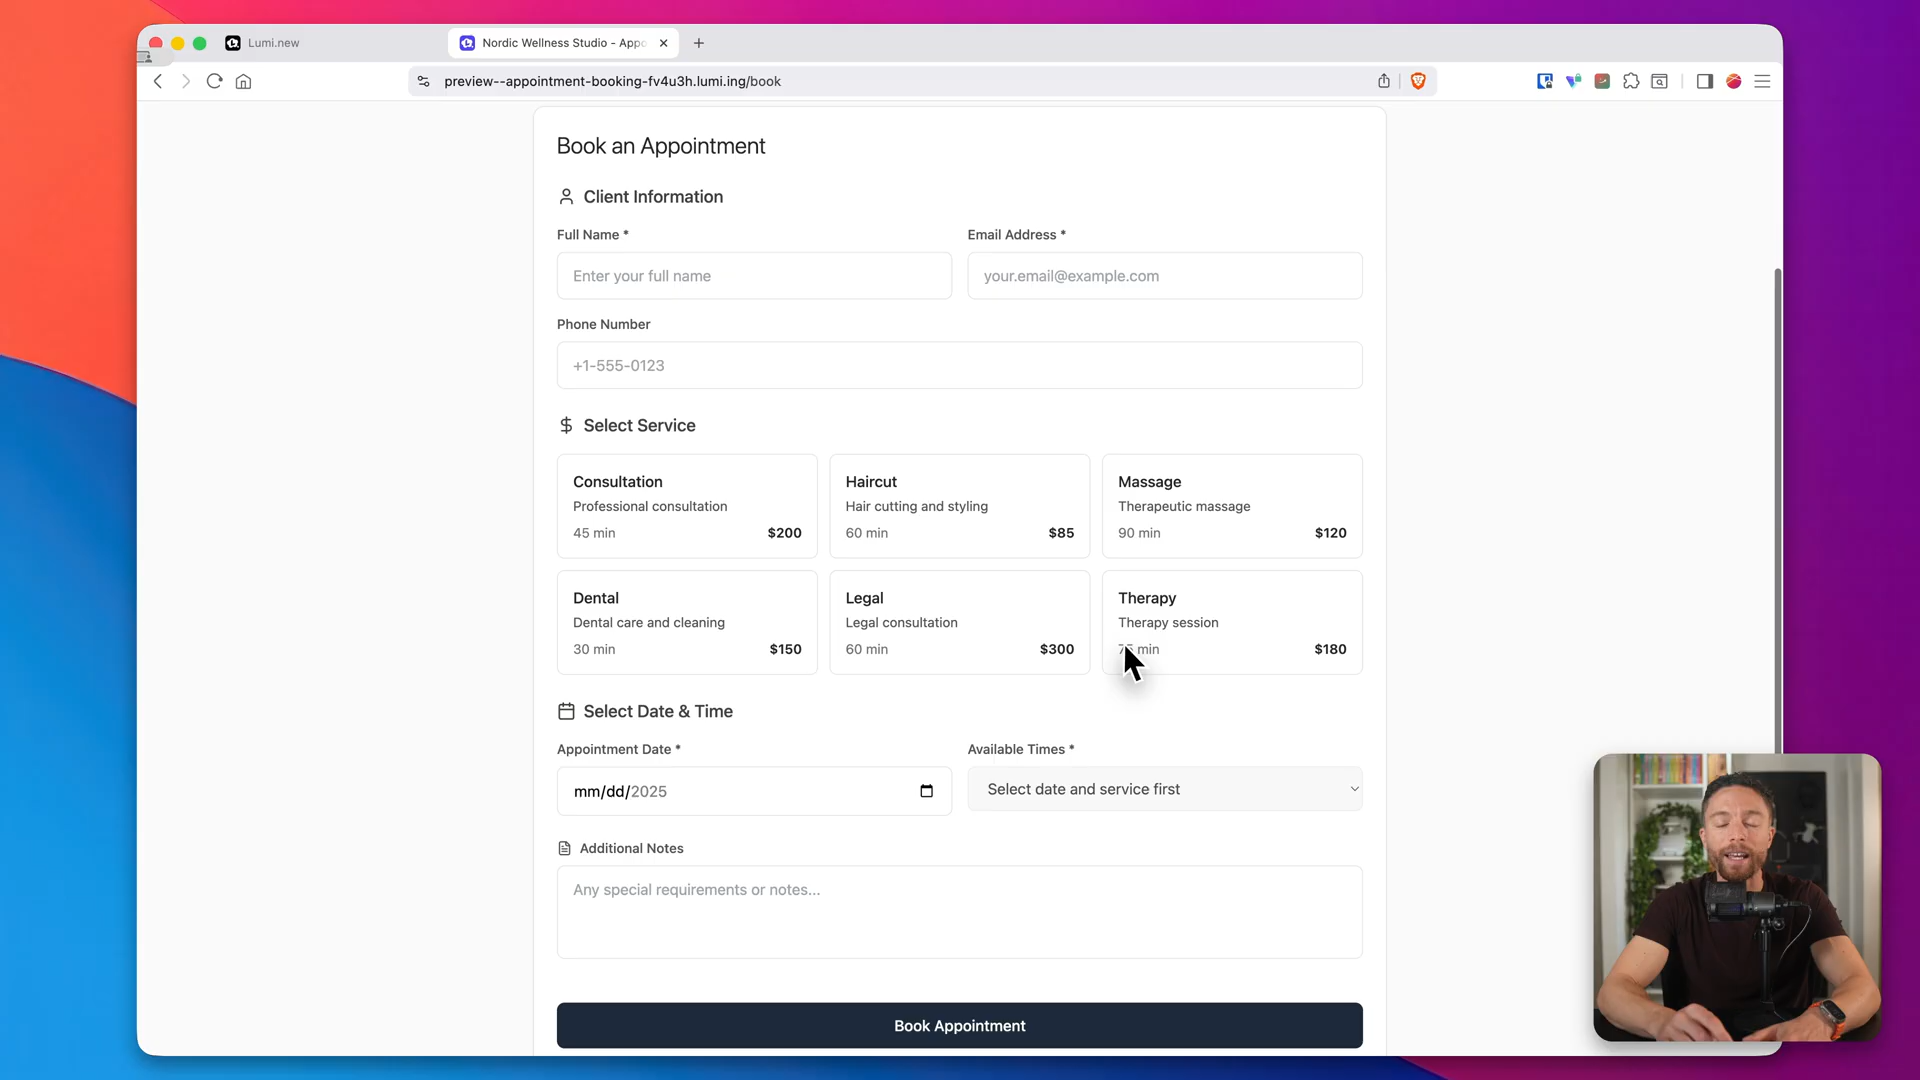 Lumi.new
Nordic Wellness Studio - Appo
preview--appointment-booking-fv4u3h.lumi.ing/book
Book an Appointment
Client Information
Full Name *
Email Address *
Enter your full name
your.email@example.com
Phone Number
+1-555-0123
Select Service
Consultation
Professional consultation
45 min
$200
Haircut
Hair cutting and styling
60 min
$85
Massage
Therapeutic massage
90 min
$120
Dental
Dental care and cleaning
30 min
$150
Legal
Legal consultation
60 min
$300
Therapy
Therapy session
min
$180
Select Date & Time
Appointment Date *
Available Times *
mm/dd/2025
Select date and service first
Additional Notes
Any special requirements or notes...
Book Appointment